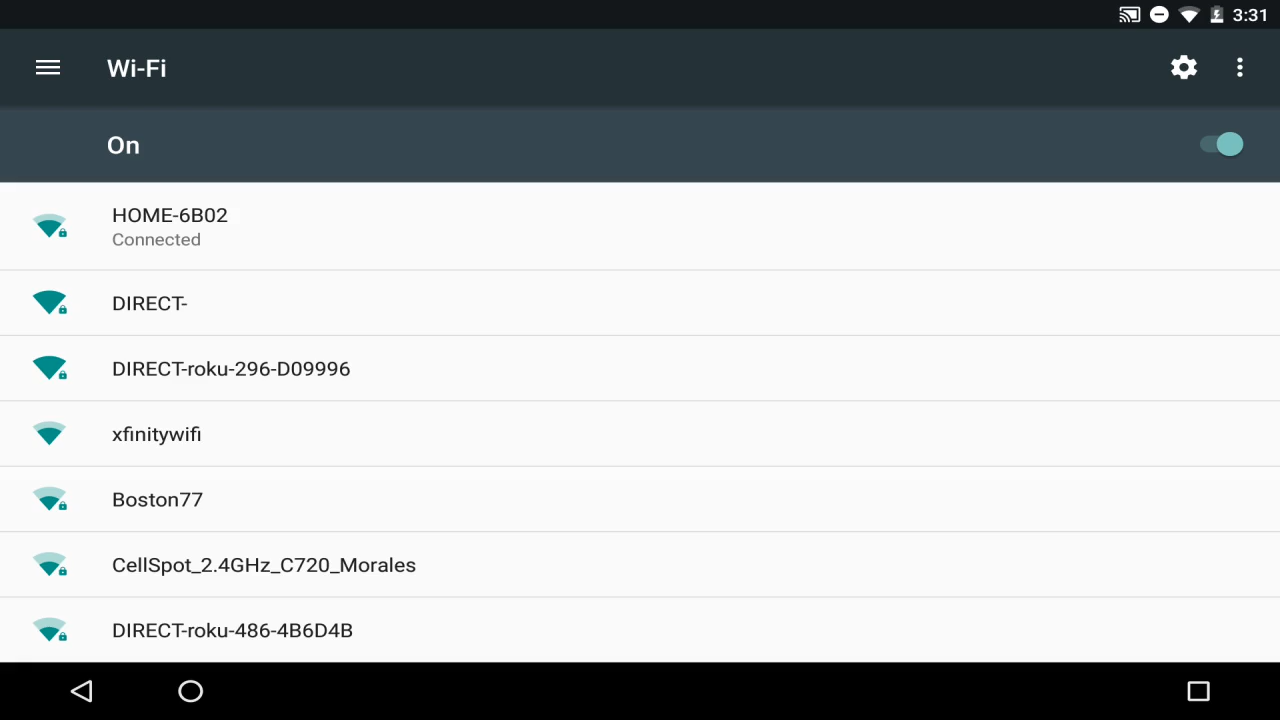 3:31
Wi-Fi
On
HOME-6B02
Connected
DIRECT-
DIRECT-roku-296-D09996
xfinitywifi
Boston77
CellSpot_2.4GHz_C720_Morales
DIRECT-roku-486-4B6D4B